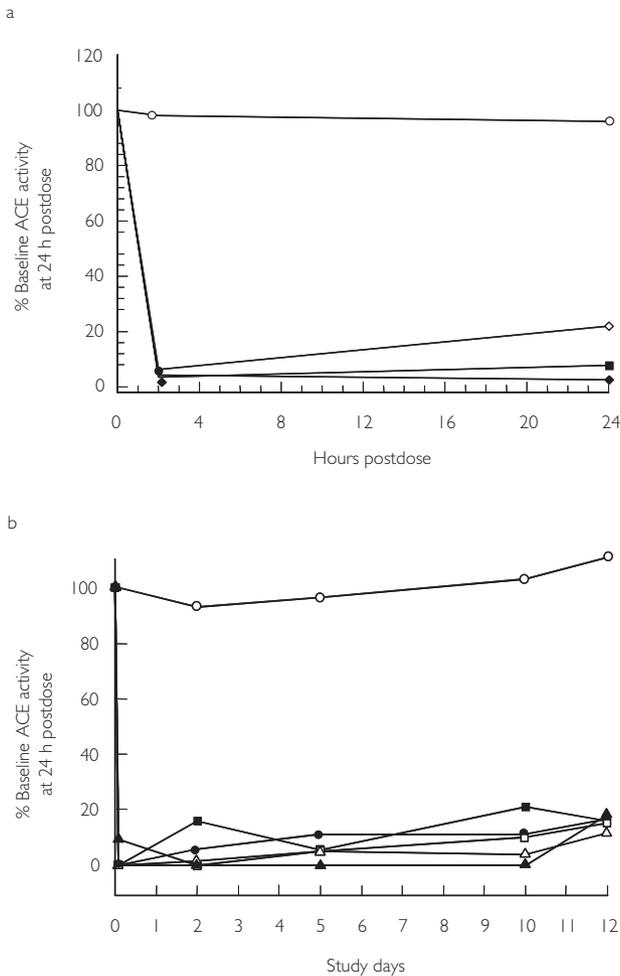 a
120
100
80
60
40
20
0
% Baseline ACE activity
at 24 h postdose
0 4 8 12 16 20 24
Hours postdose
b
100
80
60
40
20
0
% Baseline ACE activity
at 24 h postdose
0 1 2 3 4 5 6 7 8 9 10 11 12
Study days